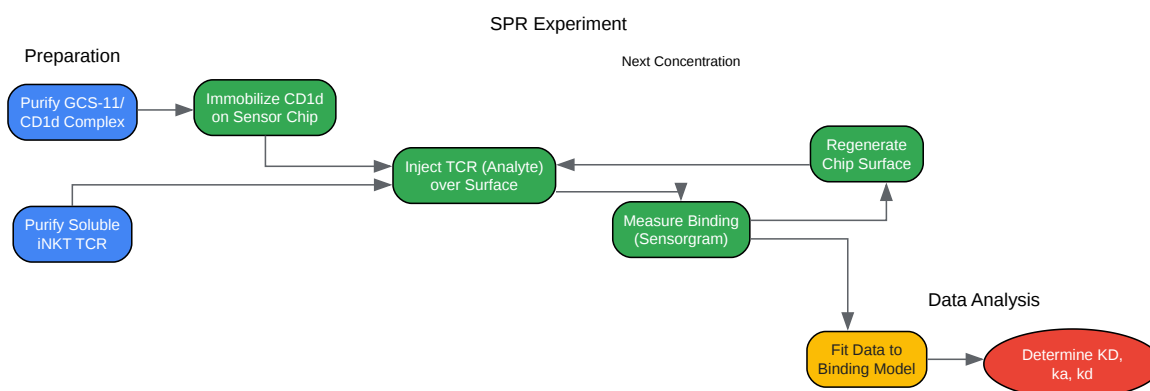 SPR Experiment
Preparation
Next Concentration
Purify GCS-11/
CD1d Complex
Immobilize CD1d
on Sensor Chip
Inject TCR (Analyte)
over Surface
Regenerate
Chip Surface
Purify Soluble
iNKT TCR
Measure Binding
(Sensorgram)
Data Analysis
Fit Data to
Binding Model
Determine KD,
ka, kd